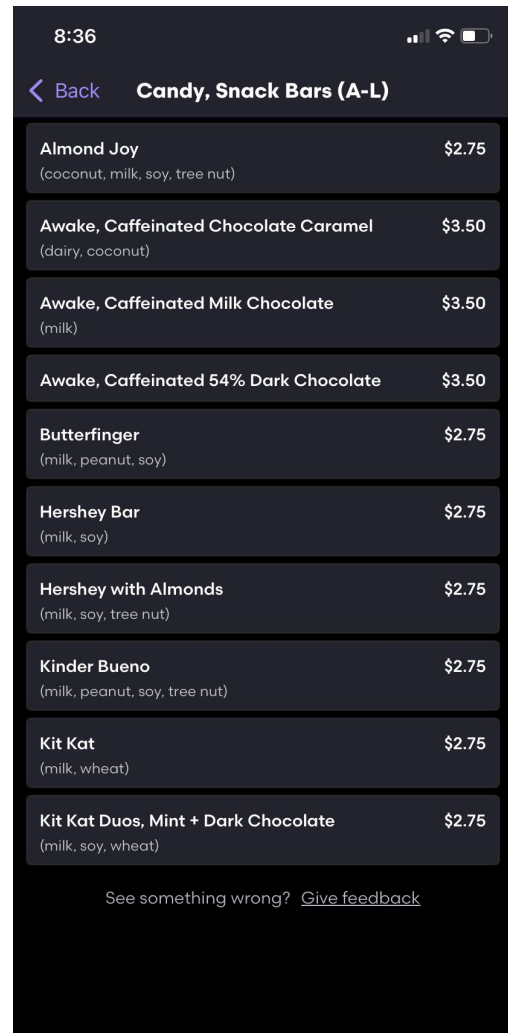 8:36
Back Candy, Snack Bars (A-L)
Almond Joy $2.75
(coconut, milk, soy, tree nut)
Awake, Caffeinated Chocolate Caramel $3.50
(dairy, coconut)
Awake, Caffeinated Milk Chocolate $3.50
(milk)
Awake, Caffeinated 54% Dark Chocolate $3.50
Butterfinger $2.75
(milk, peanut, soy)
Hershey Bar $2.75
(milk, soy)
Hershey with Almonds $2.75
(milk, soy, tree nut)
Kinder Bueno $2.75
(milk, peanut, soy, tree nut)
Kit Kat $2.75
(milk, wheat)
Kit Kat Duos, Mint + Dark Chocolate $2.75
(milk, soy, wheat)
See something wrong? Give feedback